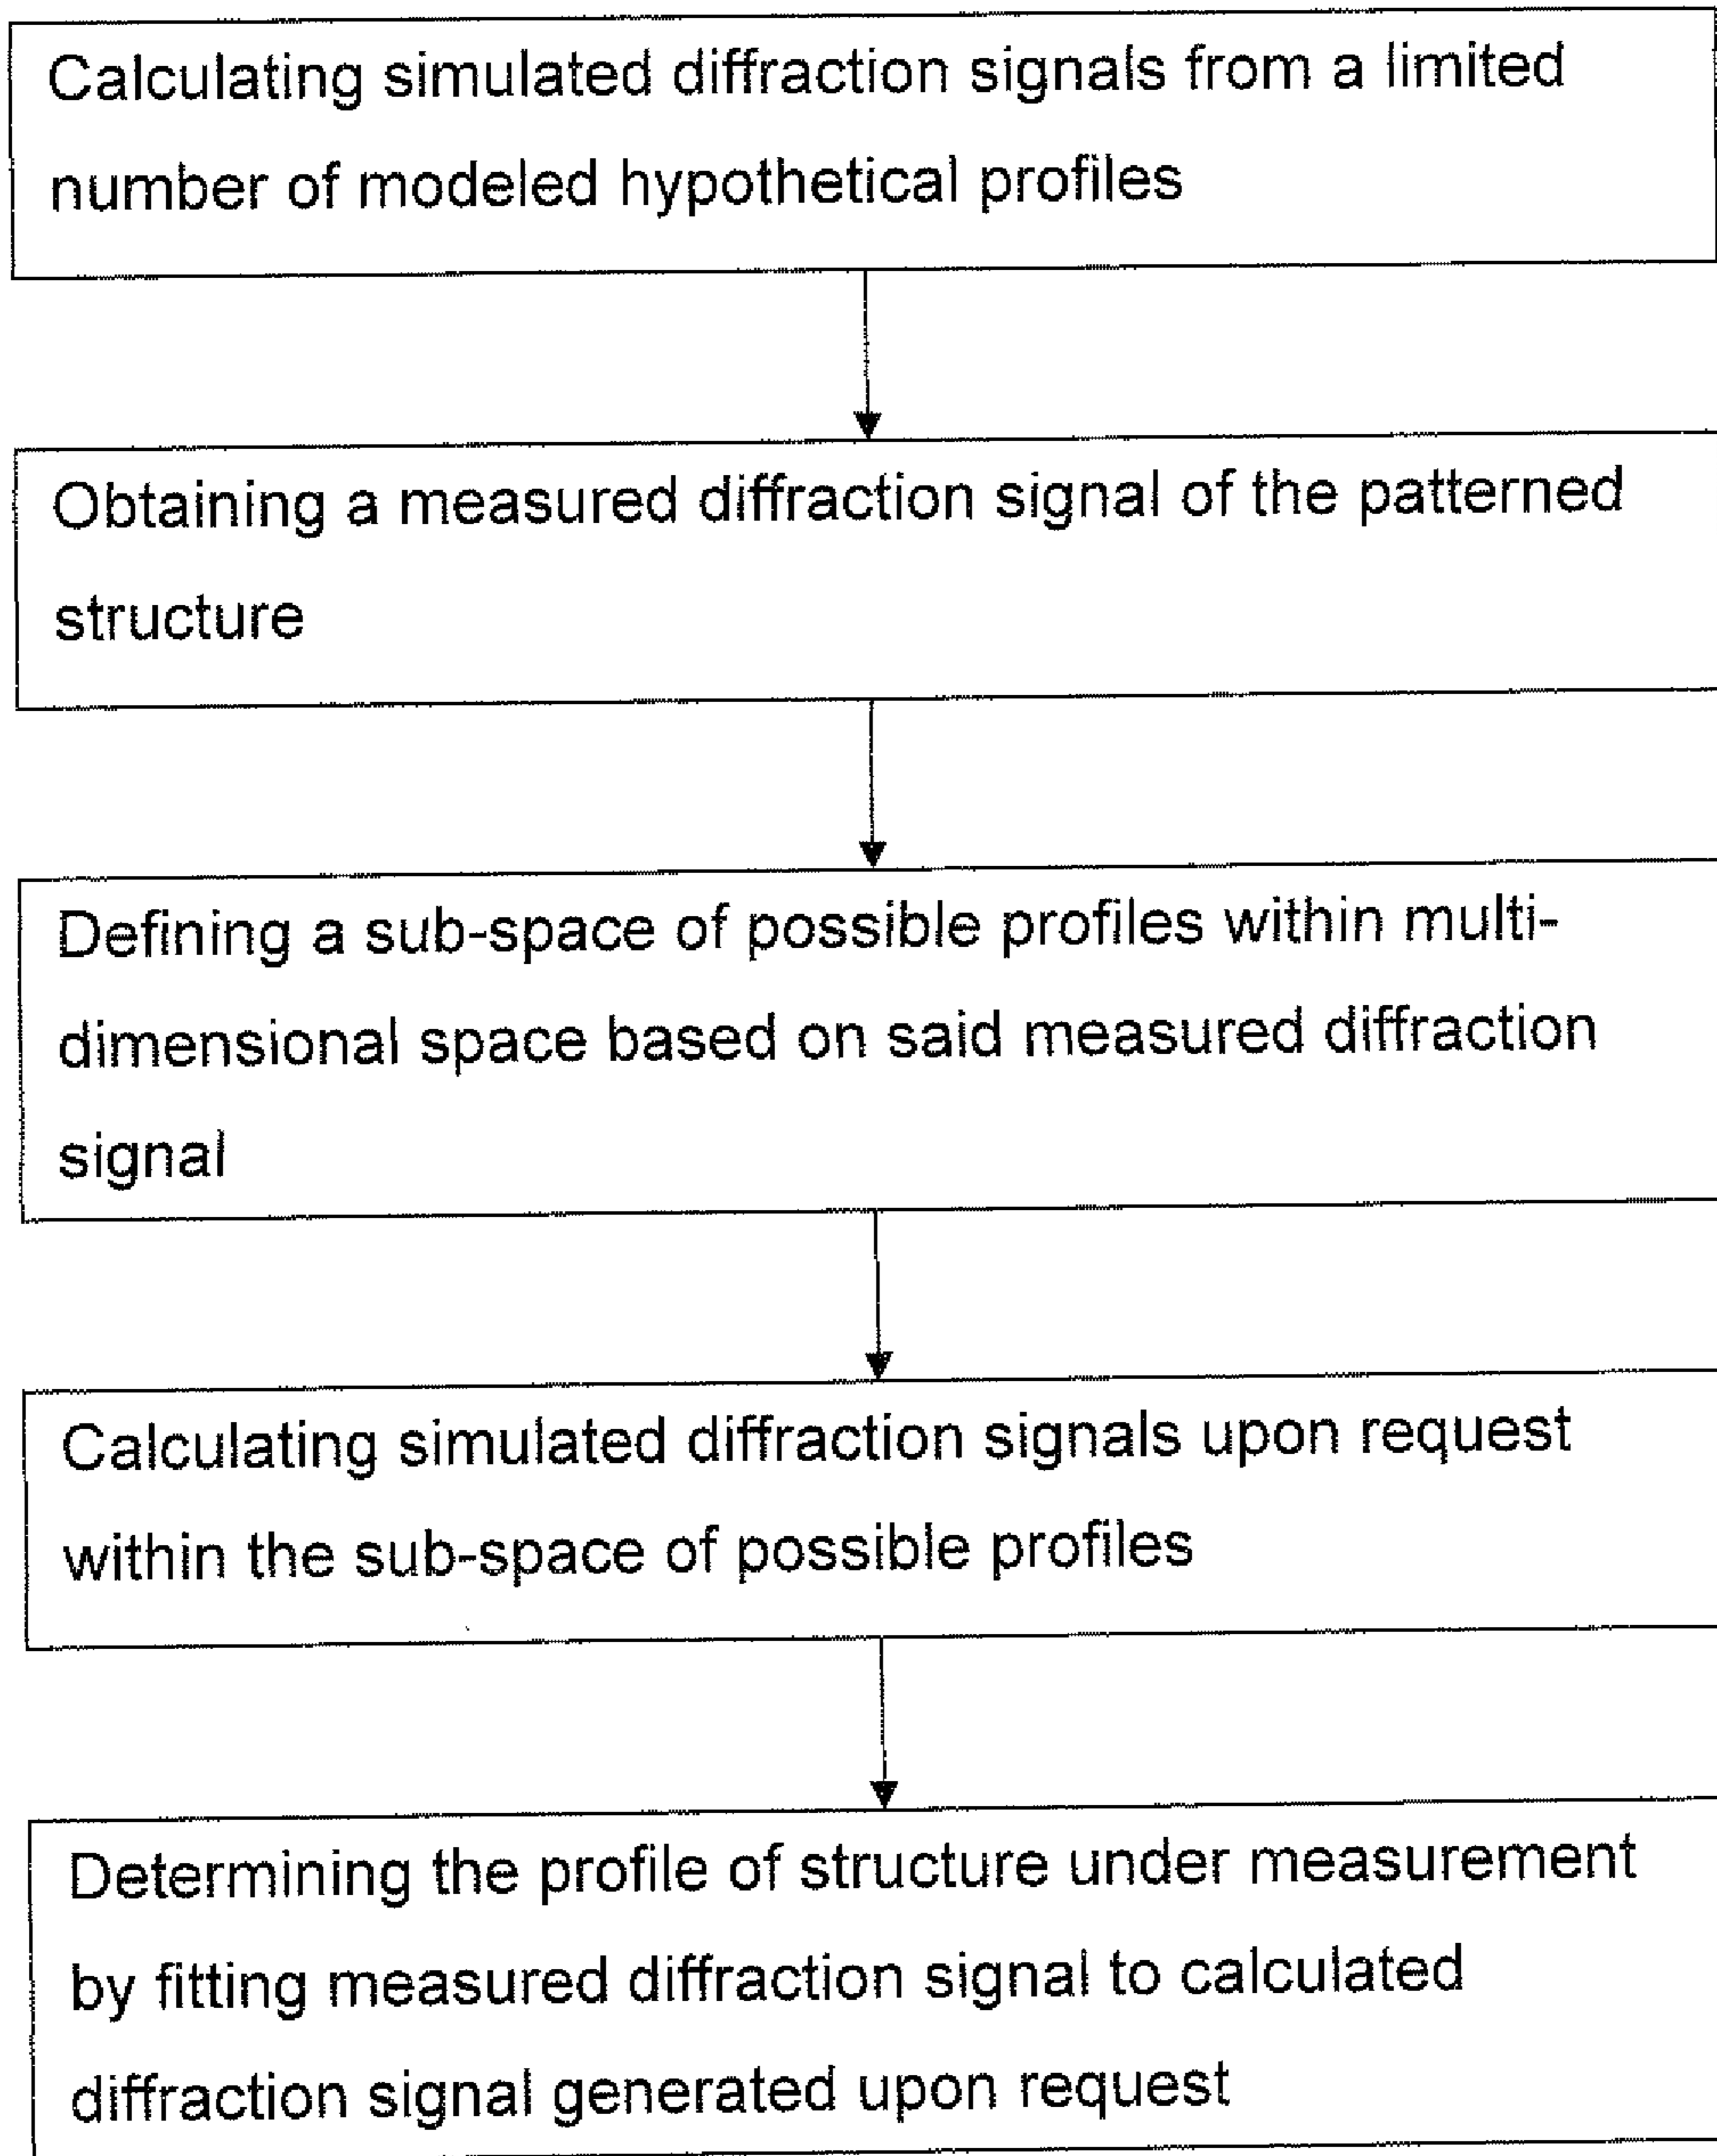 Calculating simulated diffraction signals from a limited
number of modeled hypothetical profiles
Obtaining a measured diffraction signal of the patterned
structure
Defining a sub-space of possible profiles within multi-
dimensional space based on said measured diffraction
signal
Calculating simulated diffraction signals upon request
within the sub-space of possible profiles
Determining the profile of structure under measurement
by fitting measured diffraction signal to calculated
diffraction signal generated upon request